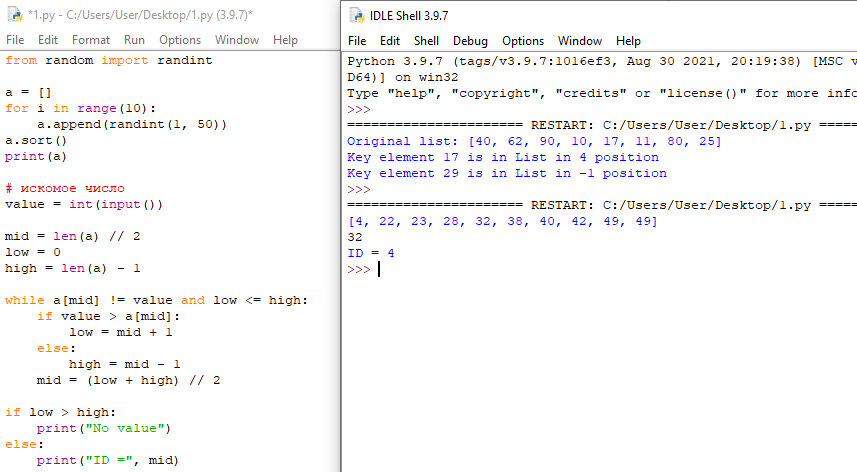 *1.py - C:/Users/User/Desktop/1.py (3.9.7)*
File Edit Format Run Options Window Help
from random import randint
a = []
for i in range(10):
    a.append(randint(1, 50))
a.sort()
print(a)
# искомое число
value = int(input())
mid = len(a) // 2
low = 0
high = len(a) - 1
while a[mid] != value and low <= high:
    if value > a[mid]:
        low = mid + 1
    else:
        high = mid - 1
    mid = (low + high) // 2
if low > high:
    print("No value")
else:
    print("ID =", mid)
IDLE Shell 3.9.7
File Edit Shell Debug Options Window Help
Python 3.9.7 (tags/v3.9.7:1016ef3, Aug 30 2021, 20:19:38) [MSC v
D64)] on win32
Type "help", "copyright", "credits" or "license()" for more info
>>>
====================== RESTART: C:/Users/User/Desktop/1.py =====
Original list: [40, 62, 90, 10, 17, 11, 80, 25]
Key element 17 is in List in 4 position
Key element 29 is in List in -1 position
>>>
====================== RESTART: C:/Users/User/Desktop/1.py =====
[4, 22, 23, 28, 32, 38, 40, 42, 49, 49]
32
ID = 4
>>>